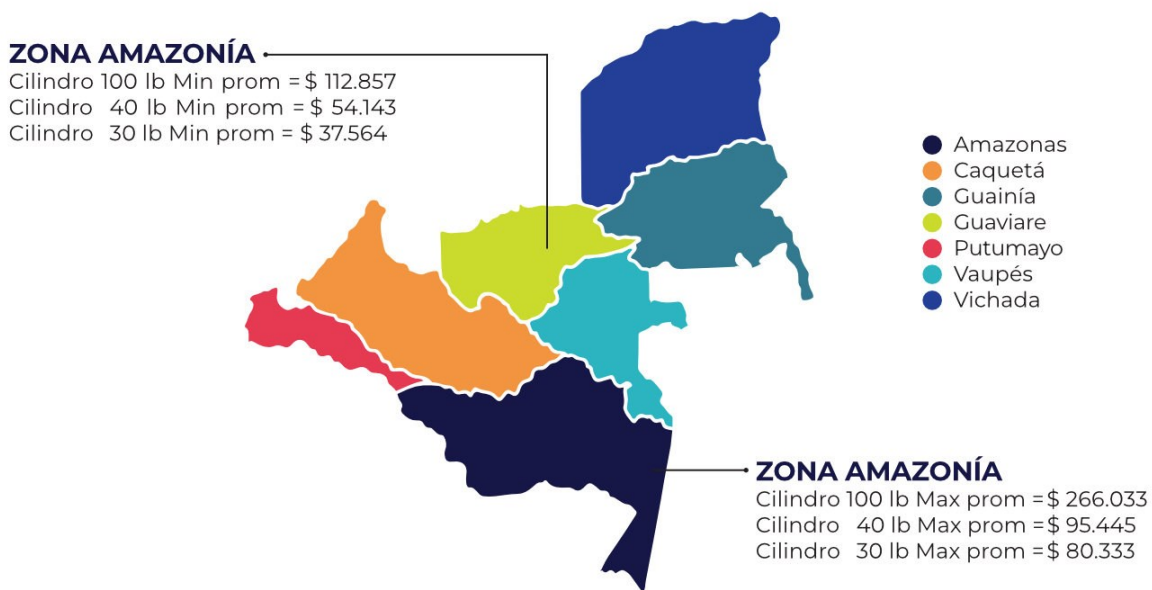 ZONA AMAZONÍA
Cilindro 100 lb Min prom = $ 112.857
Cilindro 40 lb Min prom = $ 54.143
Cilindro 30 lb Min prom = $ 37.564
Amazonas
Caquetá
Guainía
Guaviare
Putumayo
Vaupés
Vichada
ZONA AMAZONÍA
Cilindro 100 lb Max prom = $ 266.033
Cilindro 40 lb Max prom = $ 95.445
Cilindro 30 lb Max prom = $ 80.333